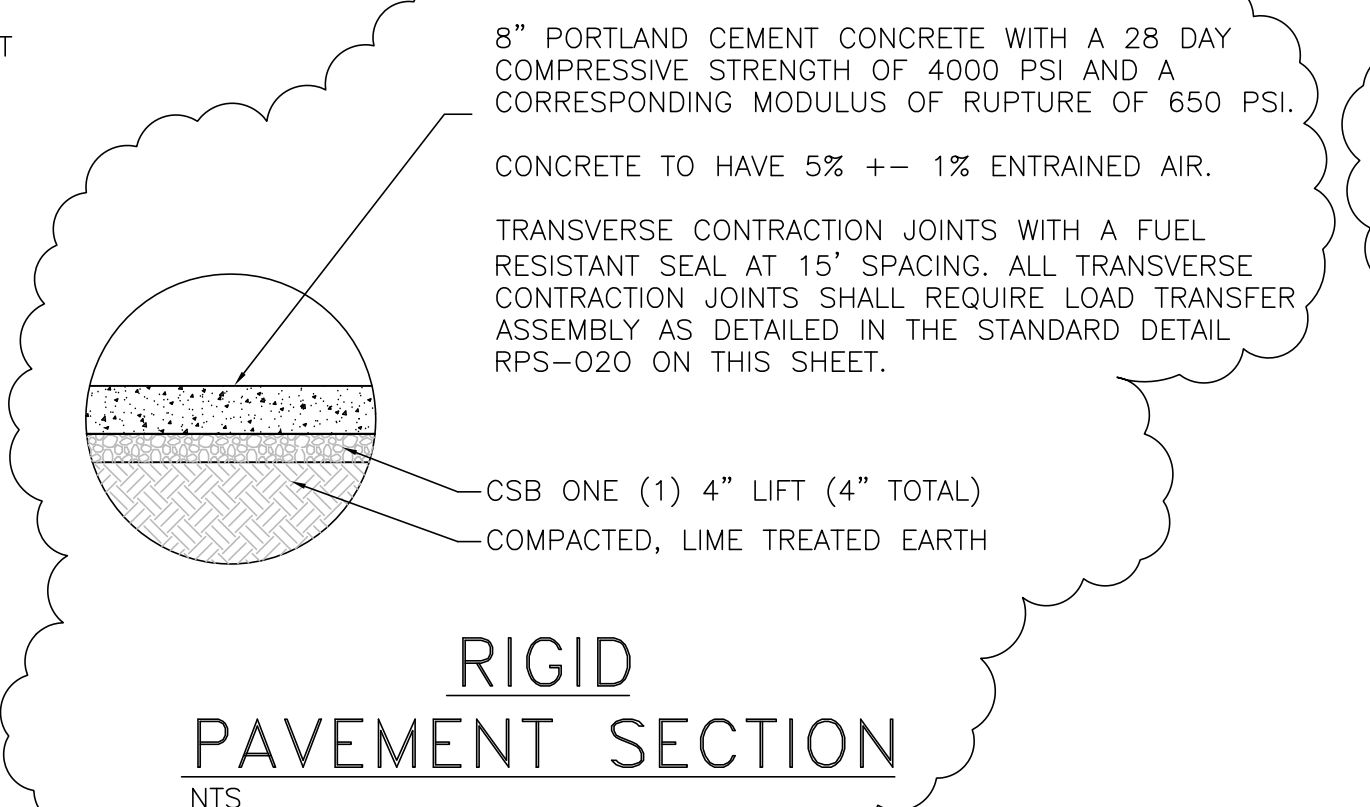 T
8" PORTLAND CEMENT CONCRETE WITH A 28 DAY
COMPRESSIVE STRENGTH OF 4000 PSI AND A
CORRESPONDING MODULUS OF RUPTURE OF 650 PSI.
CONCRETE TO HAVE 5% +- 1% ENTRAINED AIR.
TRANSVERSE CONTRACTION JOINTS WITH A FUEL
RESISTANT SEAL AT 15' SPACING. ALL TRANSVERSE
CONTRACTION JOINTS SHALL REQUIRE LOAD TRANSFER
ASSEMBLY AS DETAILED IN THE STANDARD DETAIL
RPS-020 ON THIS SHEET.
CSB ONE (1) 4" LIFT (4" TOTAL)
COMPACTED, LIME TREATED EARTH
RIGID
PAVEMENT SECTION
NTS